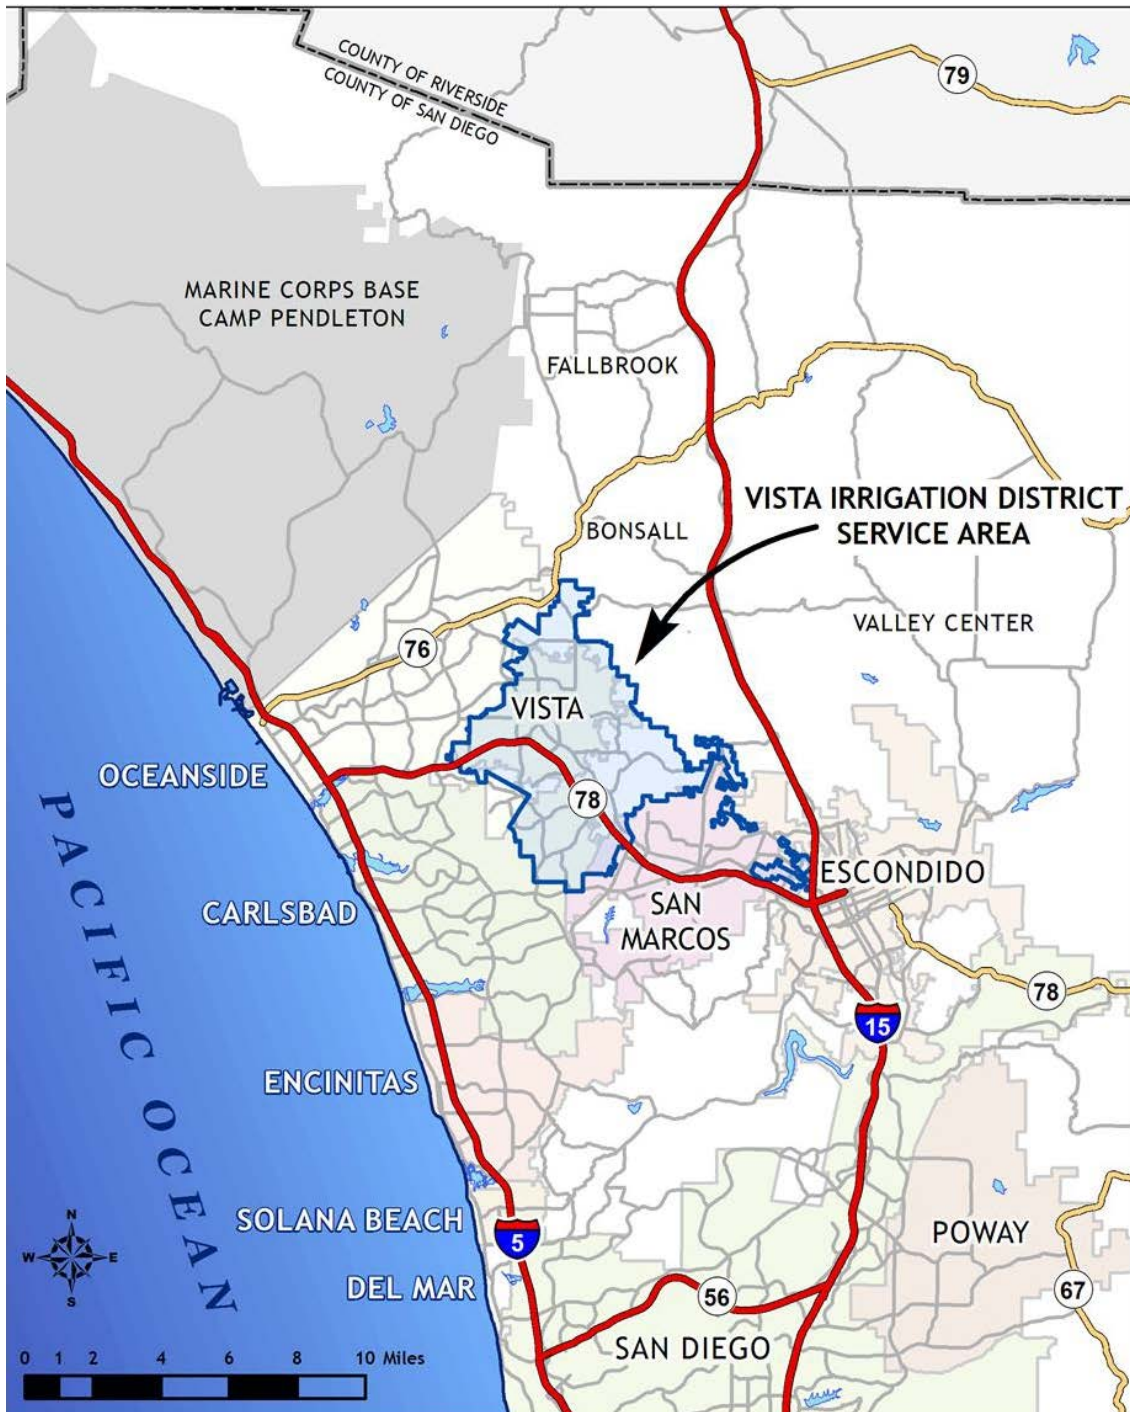 COUNTY OF RIVERSIDE
COUNTY OF SAN DIEGO
79
MARINE CORPS BASE
CAMP PENDLETON
FALLBROOK
VISTA IRRIGATION DISTRICT
SERVICE AREA
BONSALL
VALLEY CENTER
76
VISTA
OCEANSIDE
78
ESCONDIDO
CARLSBAD
SAN
MARCOS
78
15
PACIFIC OCEAN
ENCINITAS
SOLANA BEACH
5
POWAY
DEL MAR
56
67
SAN DIEGO
N
W
E
S
0 1 2 4 6 8 10 Miles